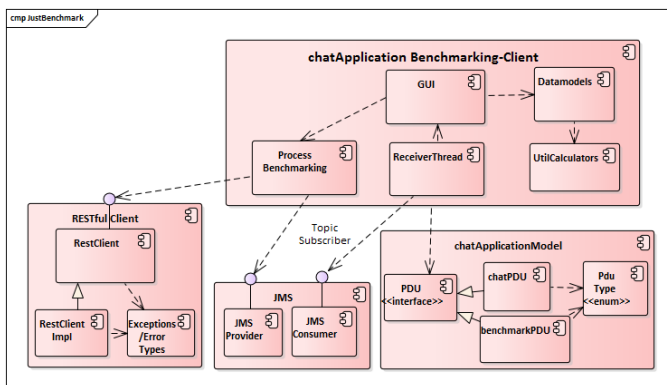 cmp JustBenchmark
chatApplication Benchmarking-Client
GUI
Datamodels
Process
Benchmarking
ReceiverThread
UtilCalculators
RESTful Client
RestClient
RestClient
Impl
Exceptions
/Error
Types
Topic
Subscriber
JMS
JMS
Provider
JMS
Consumer
chatApplicationModel
PDU
<<interface>>
chatPDU
benchmarkPDU
Pdu
Type
<<enum>>